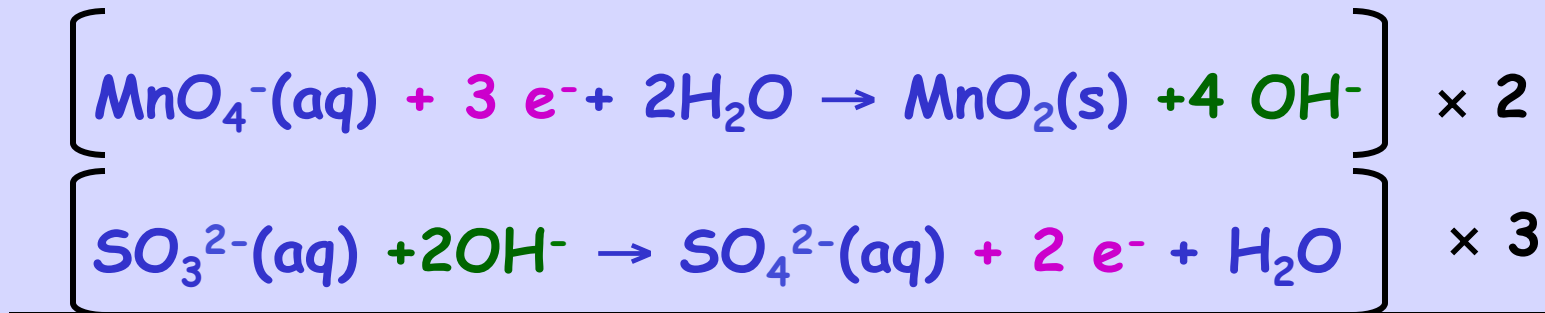 [MnO₄⁻(aq) + 3 e⁻+ 2H₂O → MnO₂(s) +4 OH⁻] × 2
[SO₃²⁻(aq) +2OH⁻ → SO₄²⁻(aq) + 2 e⁻ + H₂O] × 3